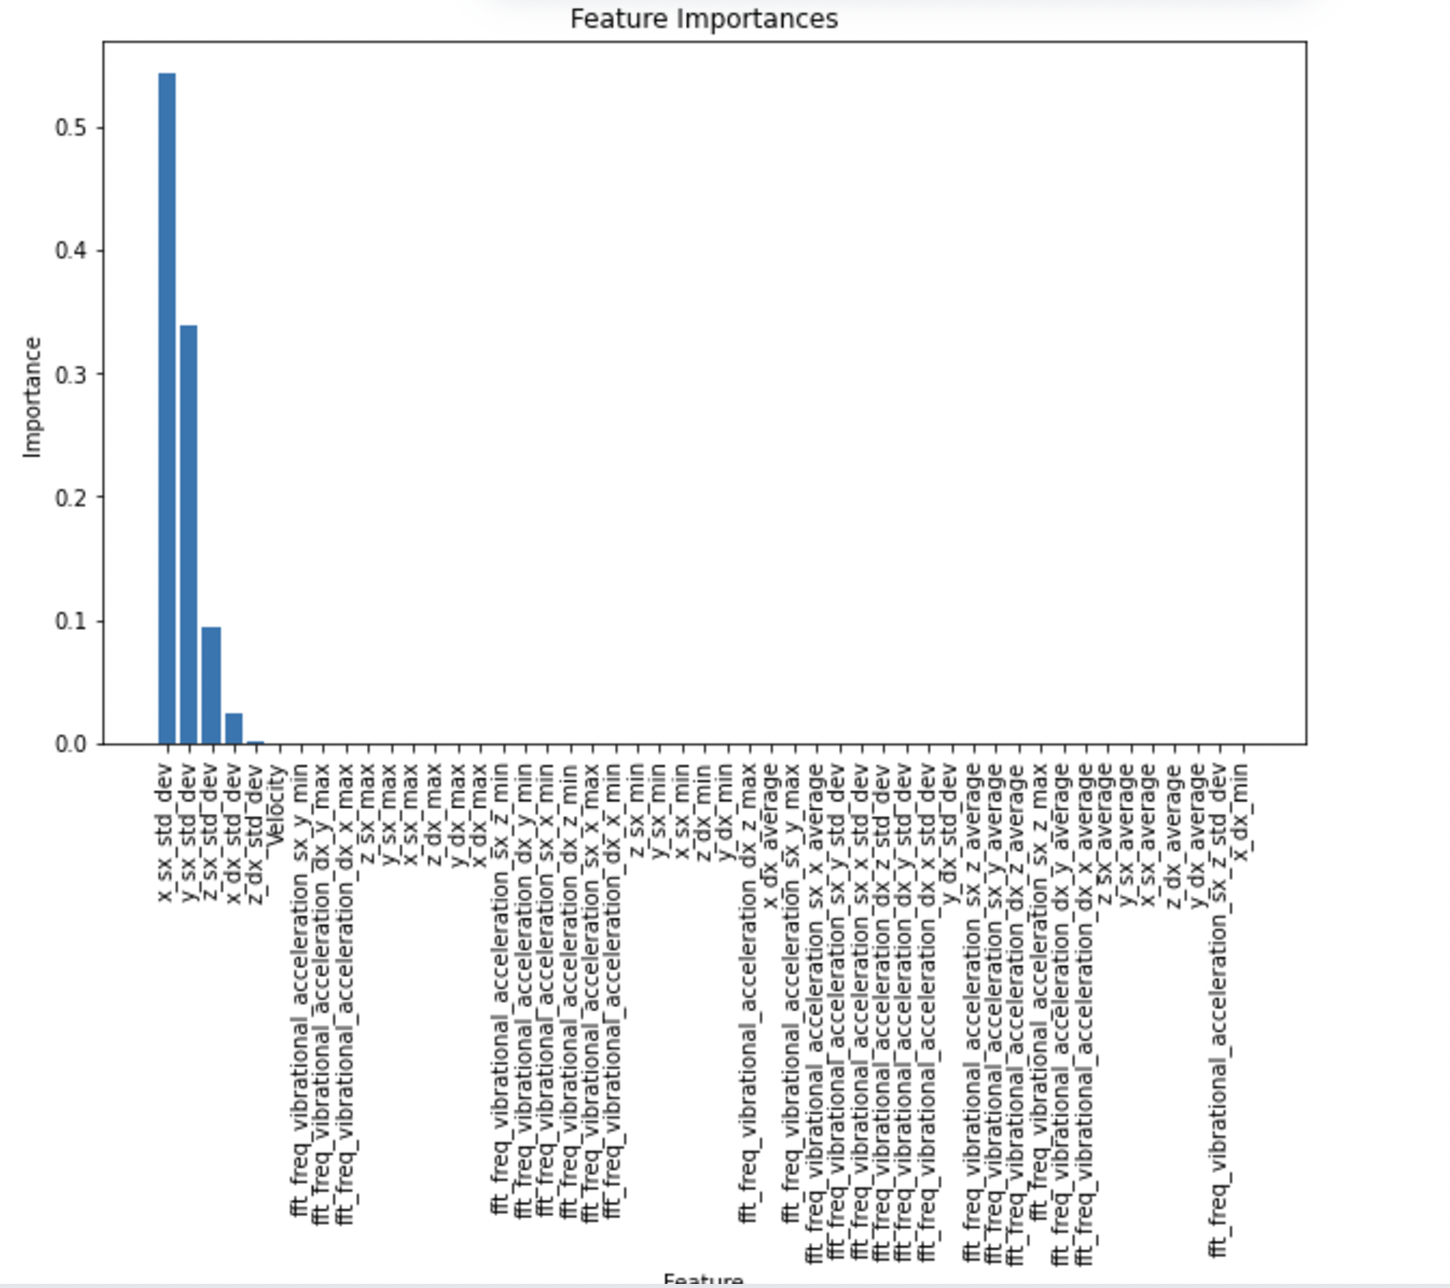 Feature Importances
Importance
0.5
0.4
0.3
0.2
0.1
0.0
x_sx_std_dev
y_sx_std_dev
z_sx_std_dev
x_dx_std_dev
z_dx_std_dev
Velocity
fft_freq_vibrational_acceleration_sx_y_min
fft_freq_vibrational_acceleration_dx_y_max
fft_freq_vibrational_acceleration_dx_x_max
z_sx_max
y_sx_max
x_sx_max
z_dx_max
y_dx_max
x_dx_max
fft_freq_vibrational_acceleration_sx_z_min
fft_freq_vibrational_acceleration_dx_y_min
fft_freq_vibrational_acceleration_sx_x_min
fft_freq_vibrational_acceleration_dx_z_min
fft_freq_vibrational_acceleration_sx_x_max
fft_freq_vibrational_acceleration_dx_x_min
z_sx_min
y_sx_min
x_sx_min
z_dx_min
y_dx_min
fft_freq_vibrational_acceleration_dx_z_max
x_dx_average
fft_freq_vibrational_acceleration_sx_y_max
fft_freq_vibrational_acceleration_sx_x_average
fft_freq_vibrational_acceleration_sx_y_std_dev
fft_freq_vibrational_acceleration_sx_x_std_dev
fft_freq_vibrational_acceleration_dx_z_std_dev
fft_freq_vibrational_acceleration_dx_y_std_dev
fft_freq_vibrational_acceleration_dx_x_std_dev
y_dx_std_dev
fft_freq_vibrational_acceleration_sx_z_average
fft_freq_vibrational_acceleration_sx_y_average
fft_freq_vibrational_acceleration_dx_z_average
fft_freq_vibrational_acceleration_sx_z_max
fft_freq_vibrational_acceleration_dx_y_average
fft_freq_vibrational_acceleration_dx_x_average
z_sx_average
y_sx_average
x_sx_average
z_dx_average
y_dx_average
fft_freq_vibrational_acceleration_sx_z_std_dev
x_dx_min
Feature